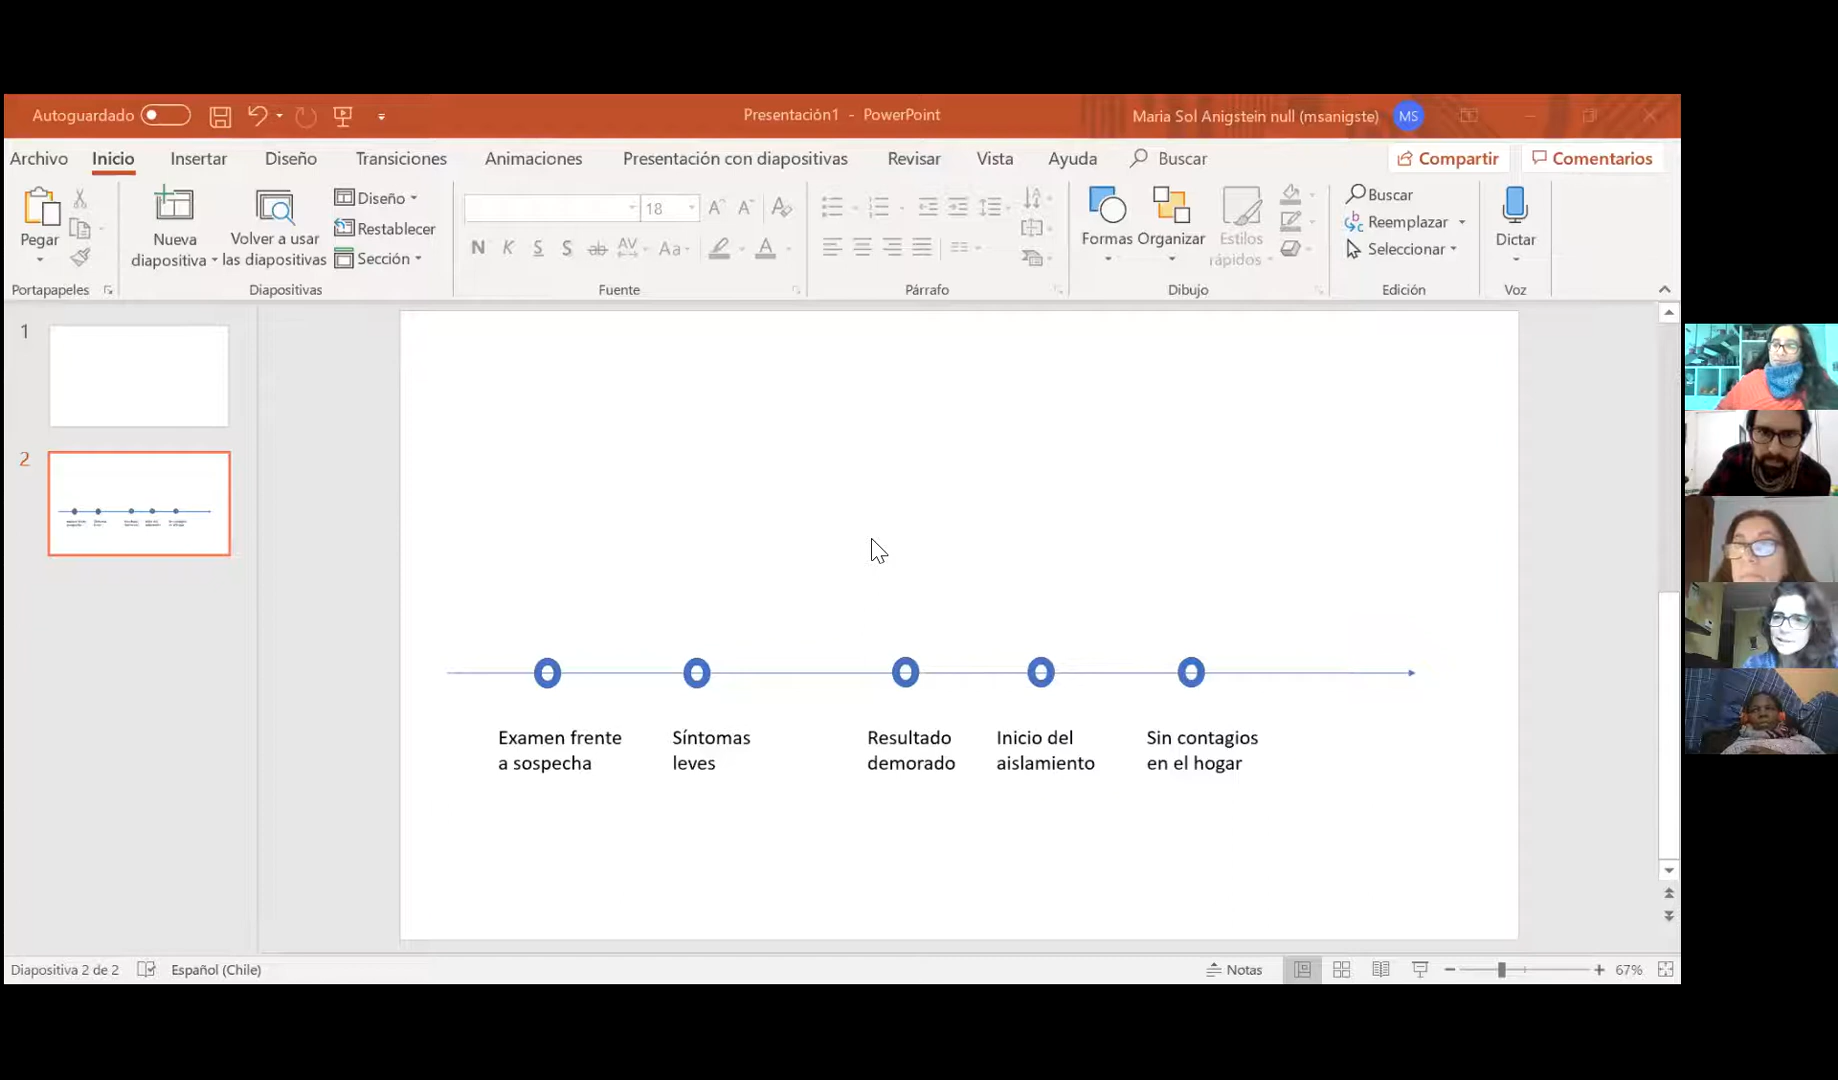 Autoguardado
Presentación1 - PowerPoint
Maria Sol Anigstein null (msanigste) MS
Archivo Inicio Insertar Diseño Transiciones Animaciones Presentación con diapositivas Revisar Vista Ayuda Buscar Compartir Comentarios
Pegar
Portapapeles
Nueva
diapositiva
Volver a usar
las diapositivas
Diseño
Restablecer
Sección
Diapositivas
18
N K S S ab AV Aa A
Fuente
Párrafo
Formas
Organizar
Estilos
rápidos
Dibujo
Buscar
Reemplazar
Seleccionar
Edición
Dictar
Voz
1
2
Examen frente
a sospecha
Síntomas
leves
Resultado
demorado
Inicio del
aislamiento
Sin contagios
en el hogar
Diapositiva 2 de 2 Español (Chile) Notas 67%